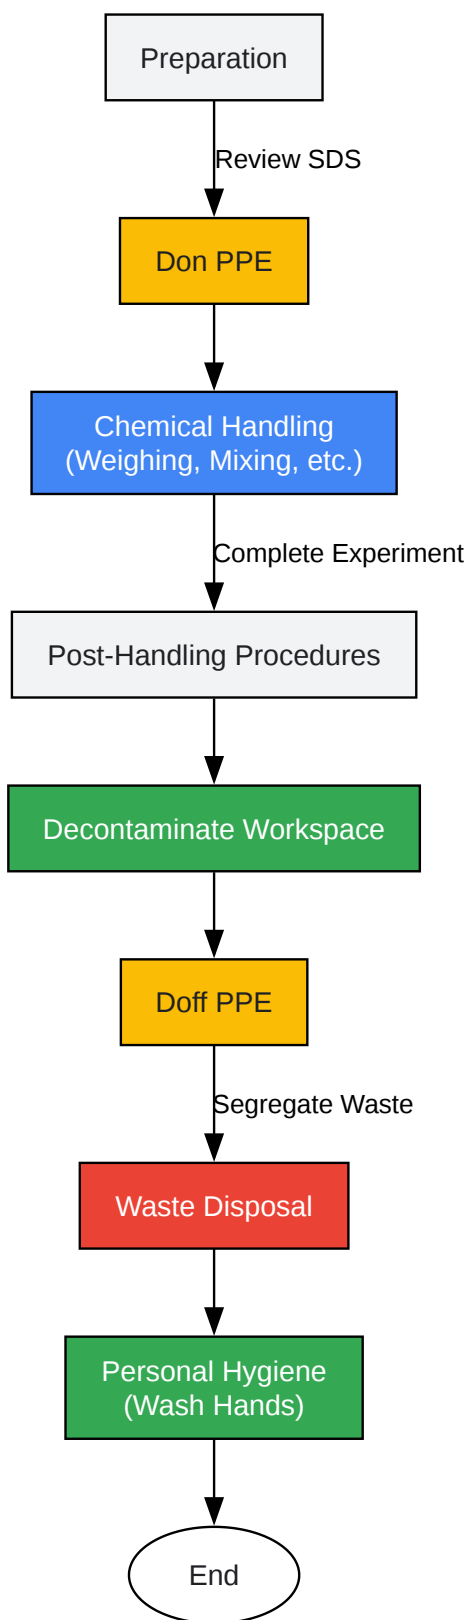 Preparation
Review SDS
Don PPE
Chemical Handling
(Weighing, Mixing, etc.)
Complete Experiment
Post-Handling Procedures
Decontaminate Workspace
Doff PPE
Segregate Waste
Waste Disposal
Personal Hygiene
(Wash Hands)
End